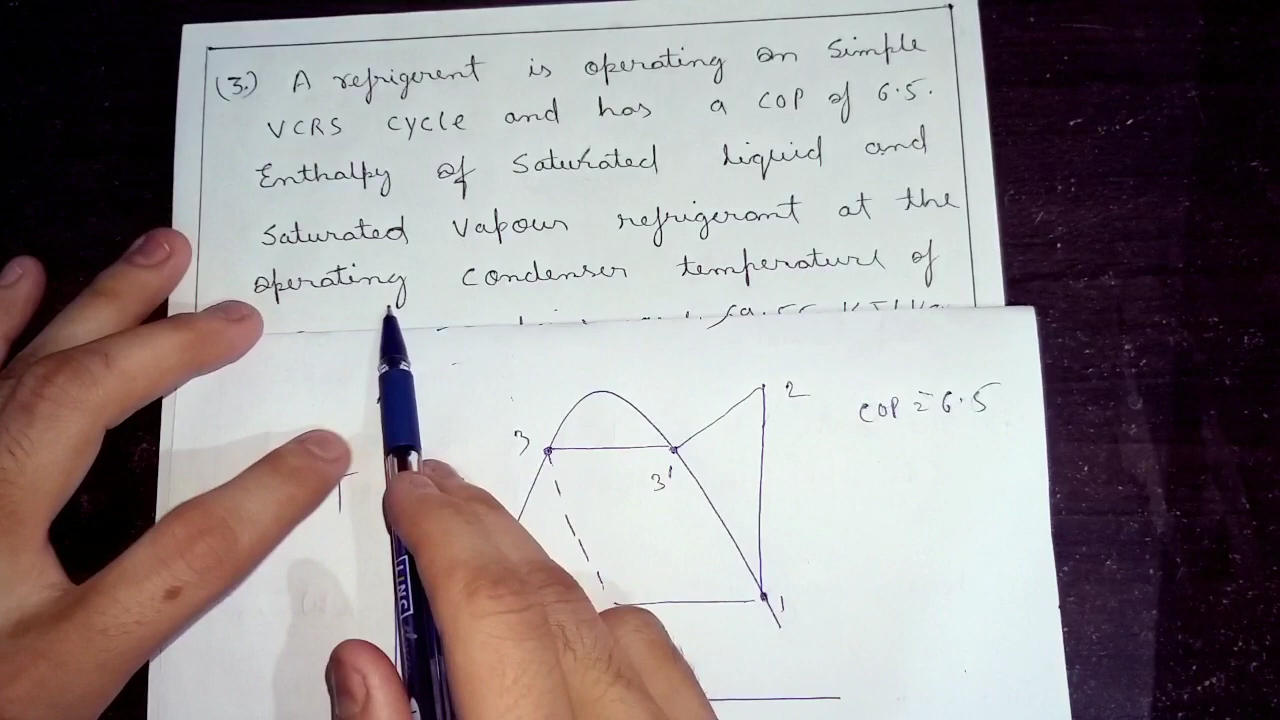 (3.) A refrigerent is operating on Simple
VCRS cycle and has a COP of 6.5.
Enthalpy of Saturated liquid and
Saturated Vapour refrigerant at the
operating Condenser temperature of
3
2
COP = 6.5
3'
1
LINC